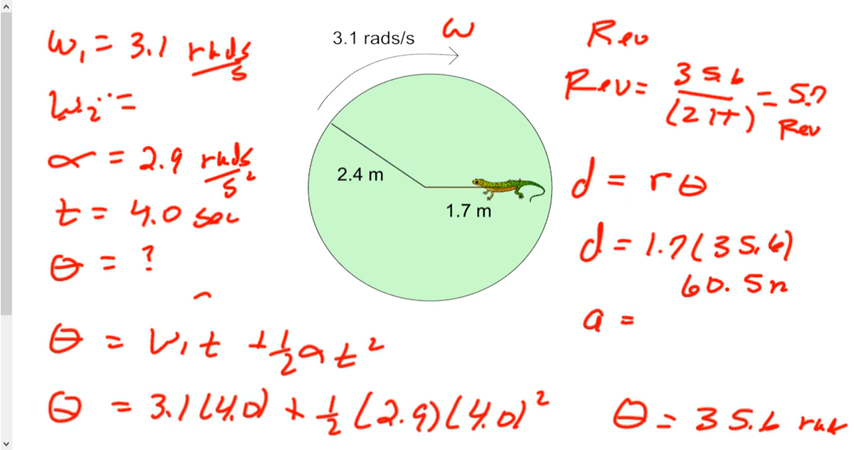 ω₁ = 3.1 rads/s
ω₂ =
α = 2.9 rads/s²
t = 4.0 sec
θ = ?
θ = V₁t + ½at²
θ = 3.1(4.0) + ½(2.9)(4.0)²
3.1 rads/s ω
2.4 m
1.7 m
Rev
Rev = 35.6/(2π) = 5.7 Rev
d = rθ
d = 1.7(35.6)
60.5m
a =
θ = 35.6 rad